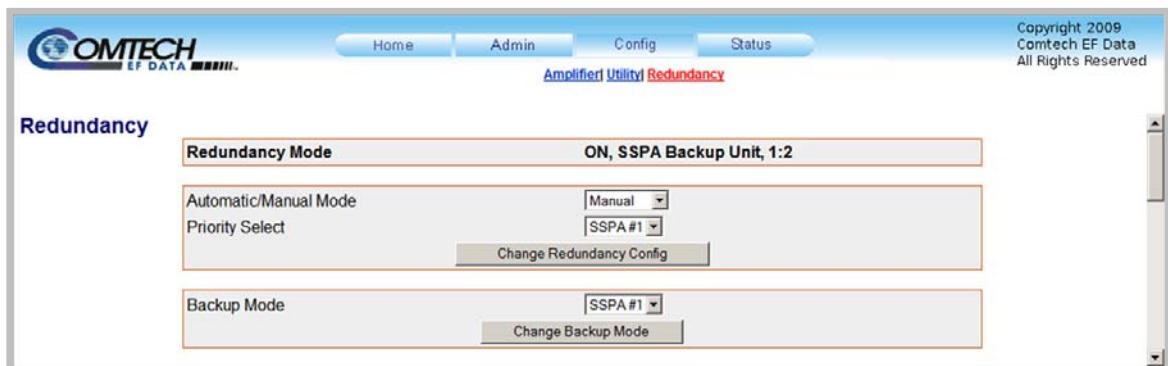 COMTECH
EF DATA
Home Admin Config Status
Copyright 2009
Comtech EF Data
All Rights Reserved
Amplifier| Utility| Redundancy
Redundancy
Redundancy Mode ON, SSPA Backup Unit, 1:2
Automatic/Manual Mode Manual
Priority Select SSPA #1
Change Redundancy Config
Backup Mode SSPA #1
Change Backup Mode